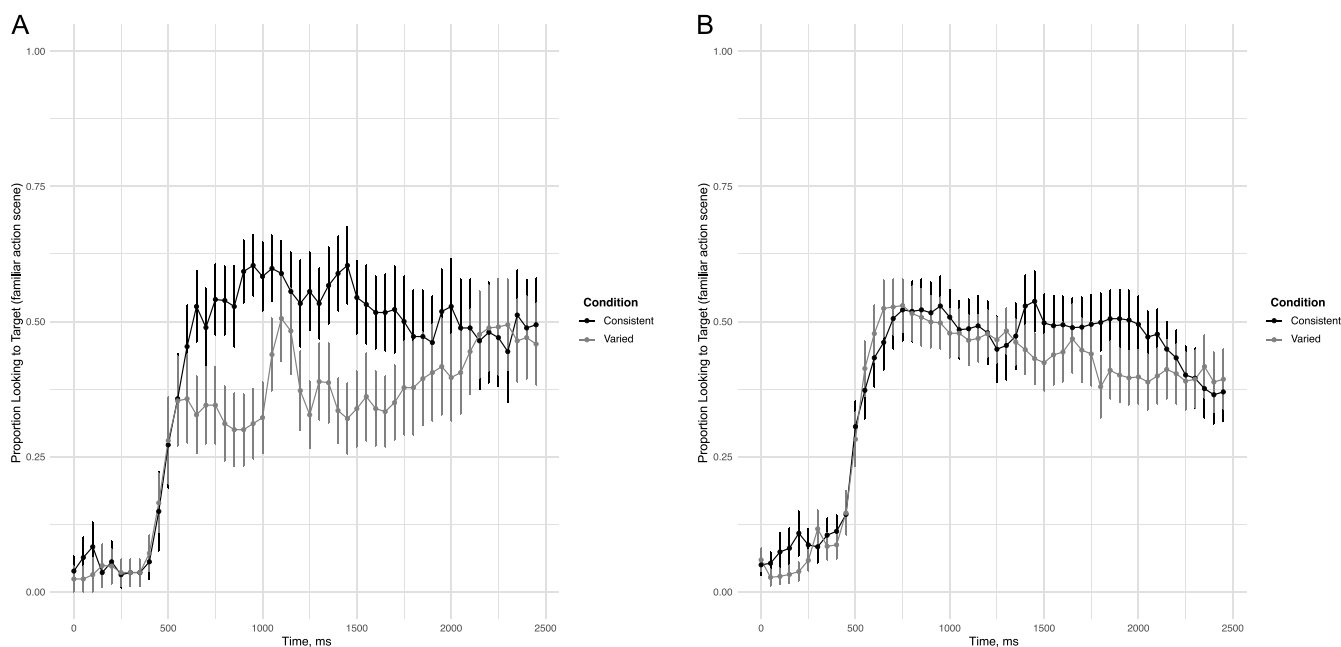 A
Proportion Looking to Target (familiar action scene)
1.00
0.75
0.50
0.25
0.00
0
500
1000
1500
2000
2500
Time, ms
Condition
Consistent
Varied
B
Proportion Looking to Target (familiar action scene)
1.00
0.75
0.50
0.25
0.00
0
500
1000
1500
2000
2500
Time, ms
Condition
Consistent
Varied